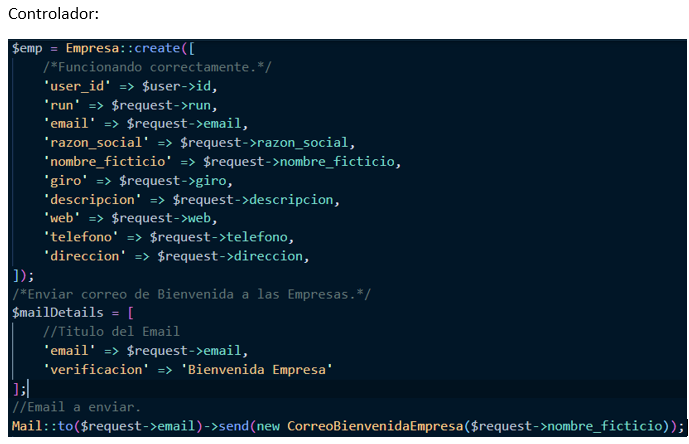 Controlador:
$emp = Empresa::create([
/*Funcionando correctamente.*/
'user_id' => $user->id,
'run' => $request->run,
'email' => $request->email,
'razon_social' => $request->razon_social,
'nombre_ficticio' => $request->nombre_ficticio,
'giro' => $request->giro,
'descripcion' => $request->descripcion,
'web' => $request->web,
'telefono' => $request->telefono,
'direccion' => $request->direccion,
]);
/*Enviar correo de Bienvenida a las Empresas.*/
$mailDetails = [
//Titulo del Email
'email' => $request->email,
'verificacion' => 'Bienvenida Empresa'
];
//Email a enviar.
Mail::to($request->email)->send(new CorreoBienvenidaEmpresa($request->nombre_ficticio));